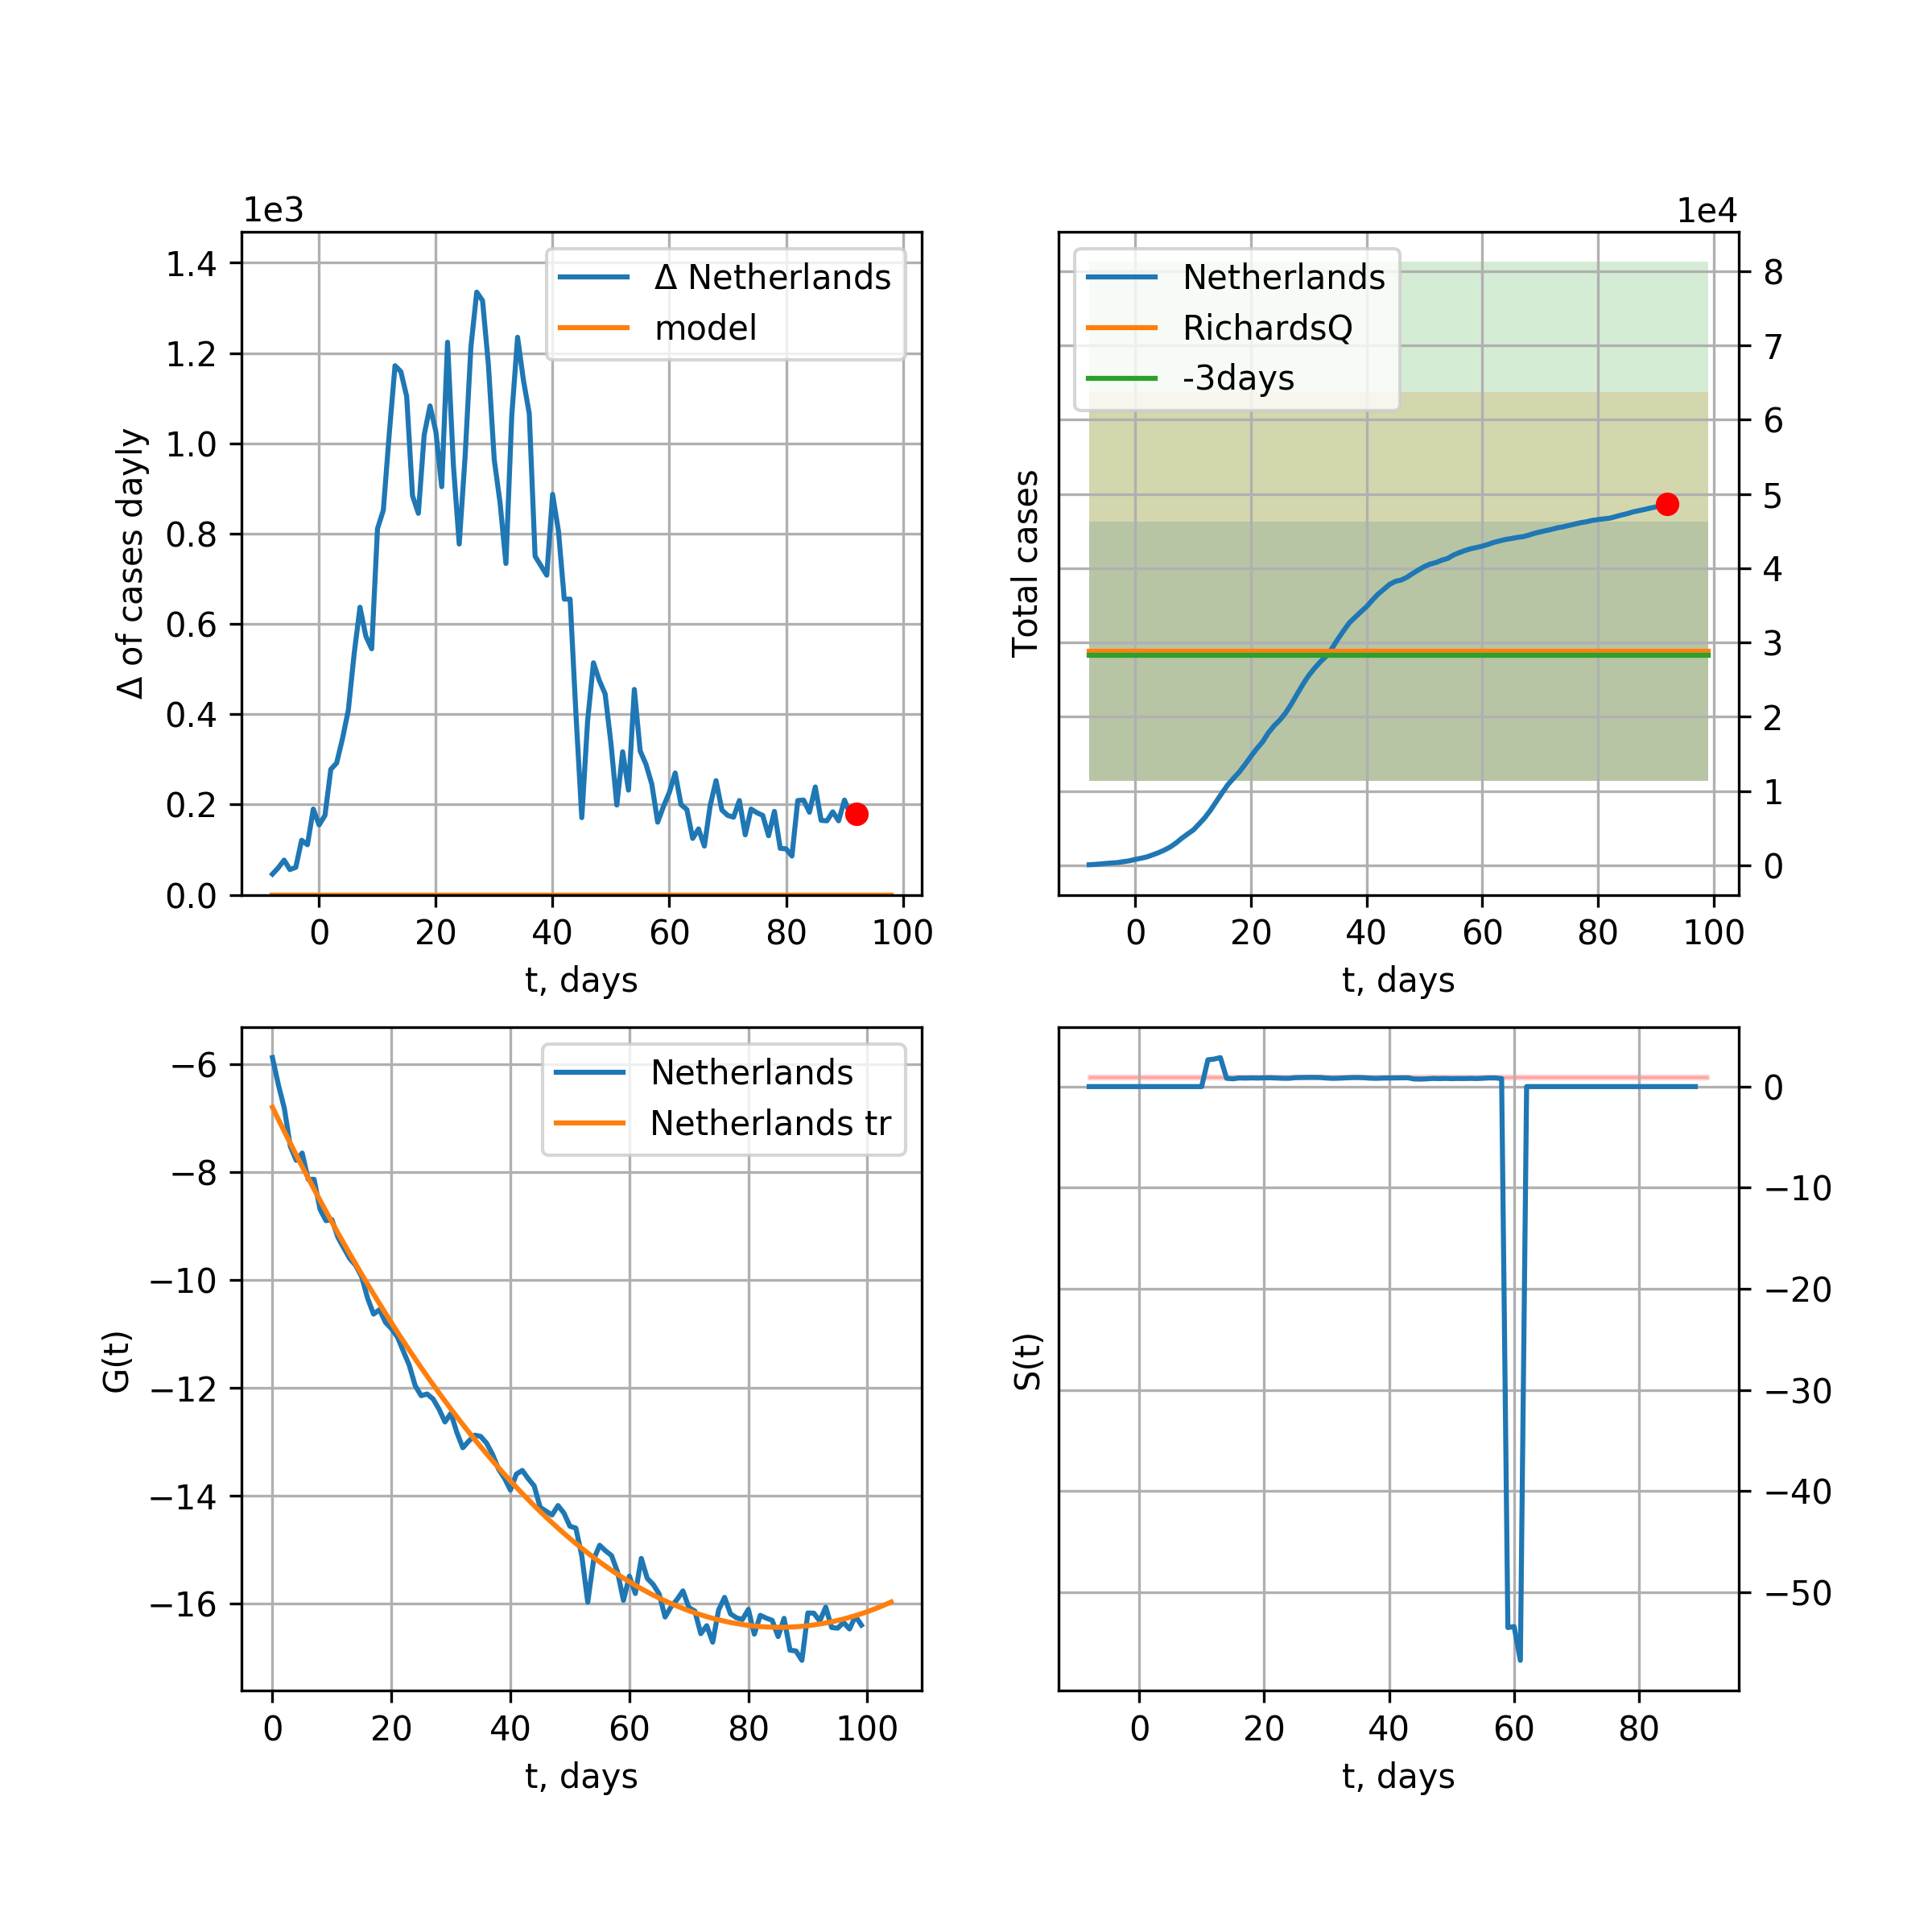 1e3
Δ of cases dayly
1.4
1.2
1.0
0.8
0.6
0.4
0.2
0.0
Δ Netherlands
model
0 20 40 60 80 100
t, days
1e4
Total cases
Netherlands
RichardsQ
-3days
8
7
6
5
4
3
2
1
0
0 20 40 60 80 100
t, days
G(t)
−6
−8
−10
−12
−14
−16
Netherlands
Netherlands tr
0 20 40 60 80 100
t, days
S(t)
0
−10
−20
−30
−40
−50
0 20 40 60 80
t, days